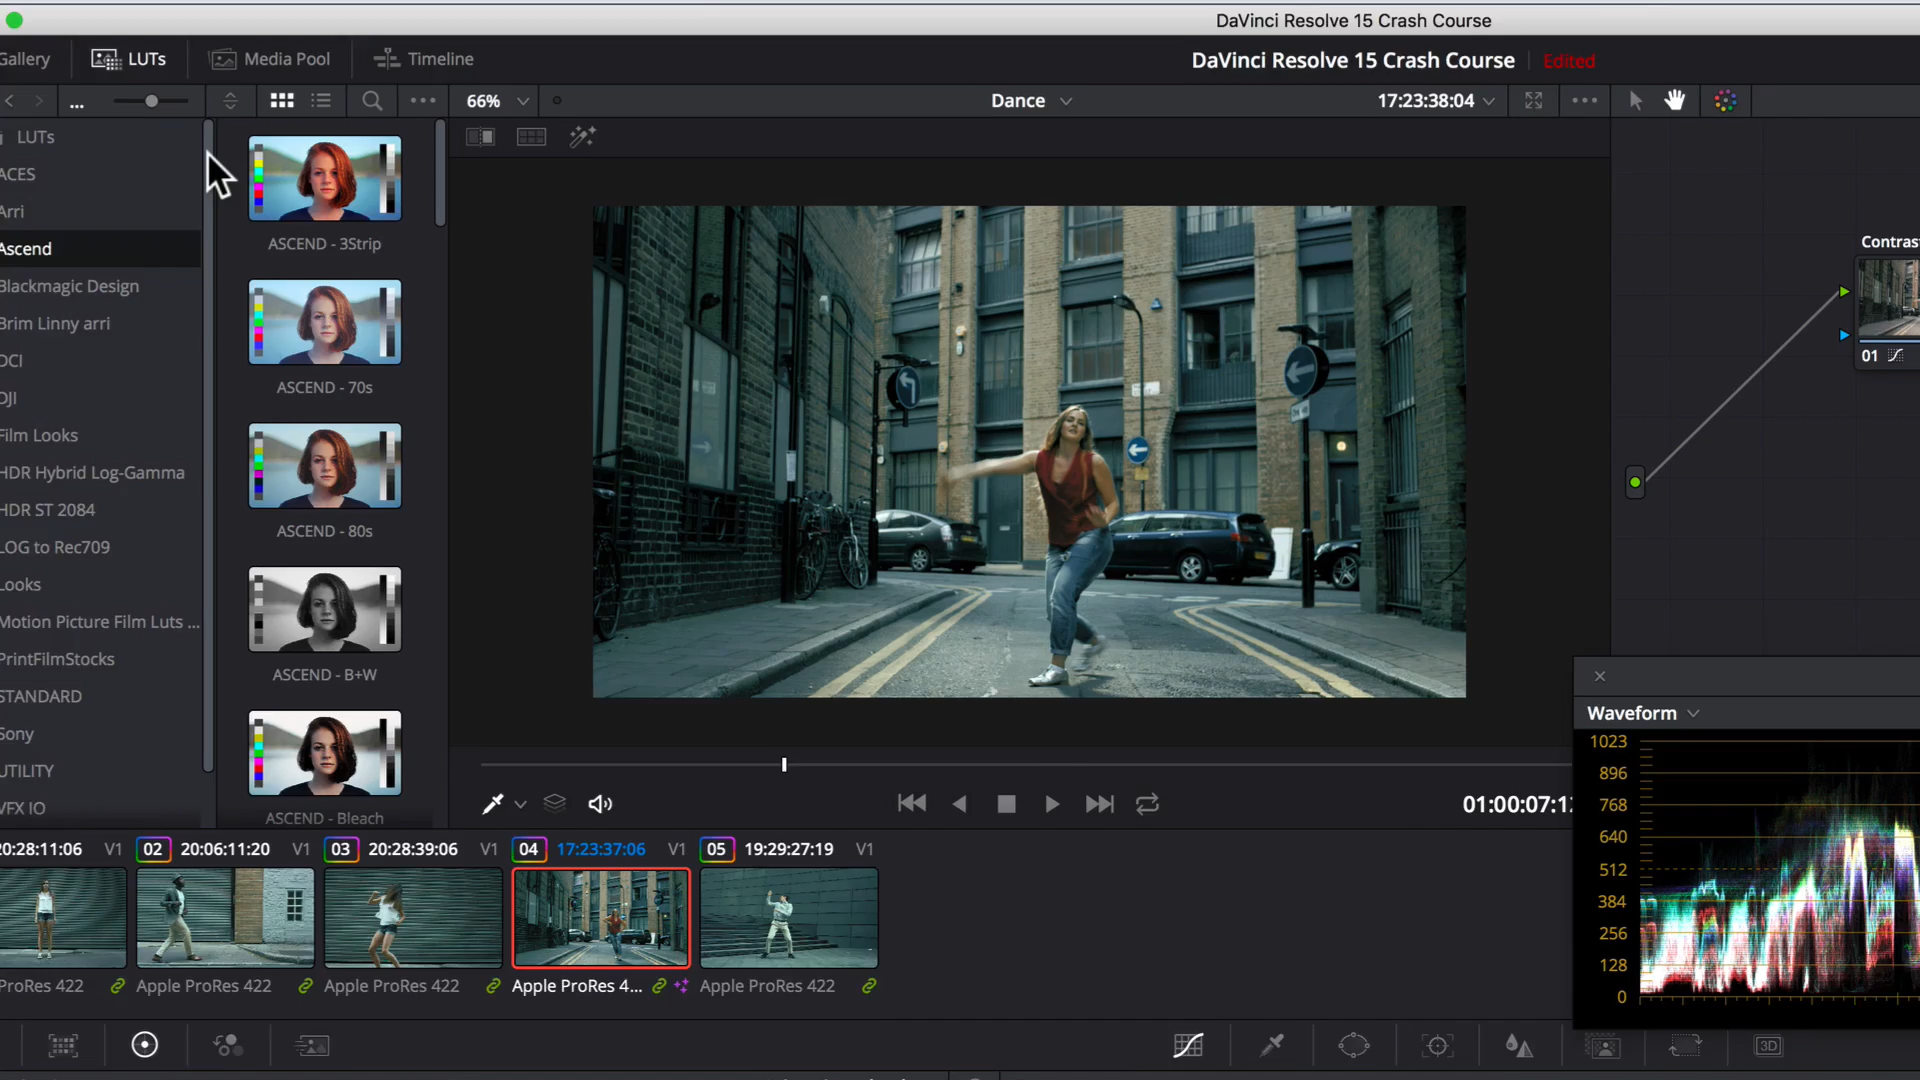 DaVinci Resolve 15 Crash Course
Gallery
LUTs
Media Pool
Timeline
DaVinci Resolve 15 Crash Course
Edited
...
66%
Dance
17:23:38:04
LUTs
ACES
Arri
Ascend
Blackmagic Design
Brim Linny arri
DCI
DJI
Film Looks
HDR Hybrid Log-Gamma
HDR ST 2084
LOG to Rec709
Looks
Motion Picture Film Luts ...
PrintFilmStocks
STANDARD
Sony
UTILITY
VFX IO
ASCEND - 3Strip
ASCEND - 70s
ASCEND - 80s
ASCEND - B+W
ASCEND - Bleach
Contras
01
01:00:07:1
Waveform
1023
896
768
640
512
384
256
128
0
20:28:11:06 V1
02 20:06:11:20 V1
03 20:28:39:06 V1
04 17:23:37:06 V1
05 19:29:27:19 V1
ProRes 422
Apple ProRes 422
Apple ProRes 422
Apple ProRes 4...
Apple ProRes 422
3D